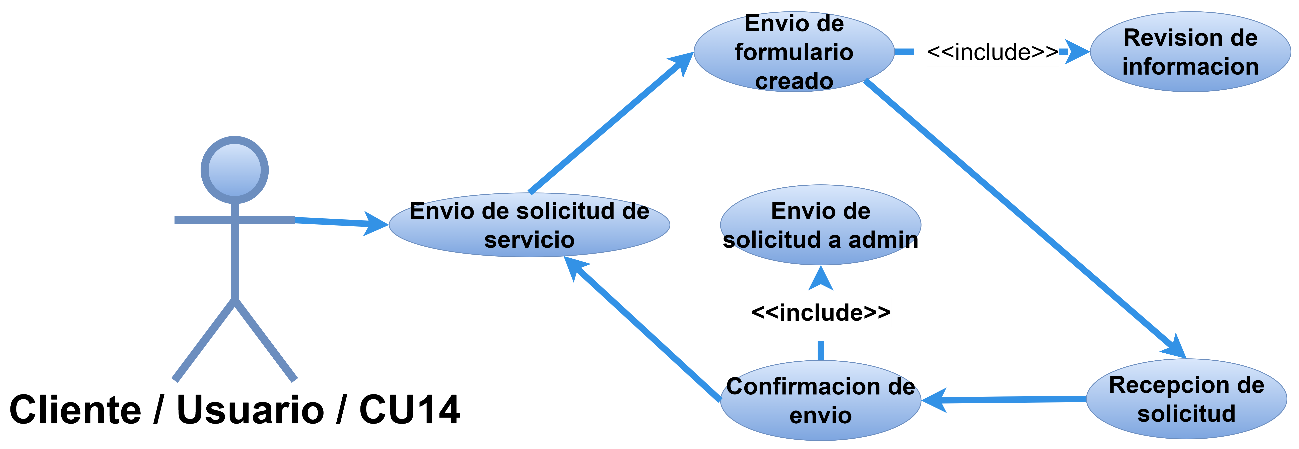 Envio de
formulario
creado
<<include>>
Revision de
informacion
Envio de solicitud de
servicio
Envio de
solicitud a admin
<<include>>
Confirmacion de
envio
Recepcion de
solicitud
Cliente / Usuario / CU14